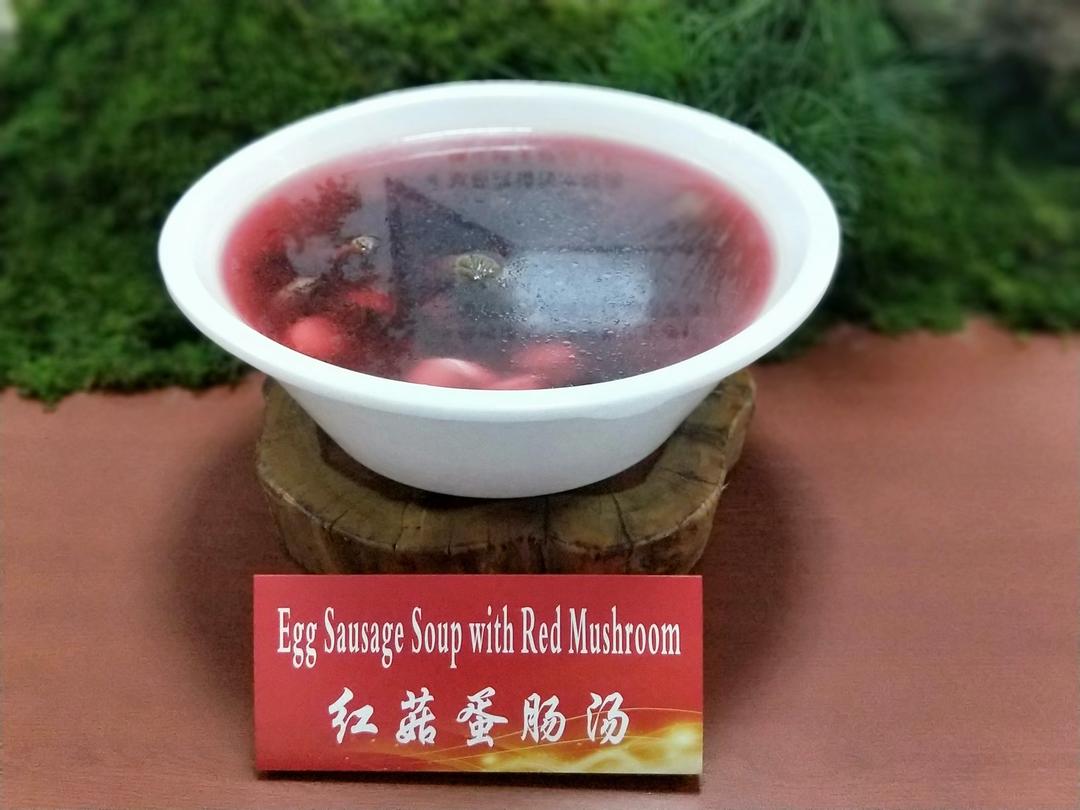 Egg Sausage Soup with Red Mushroom
红菇蛋肠汤